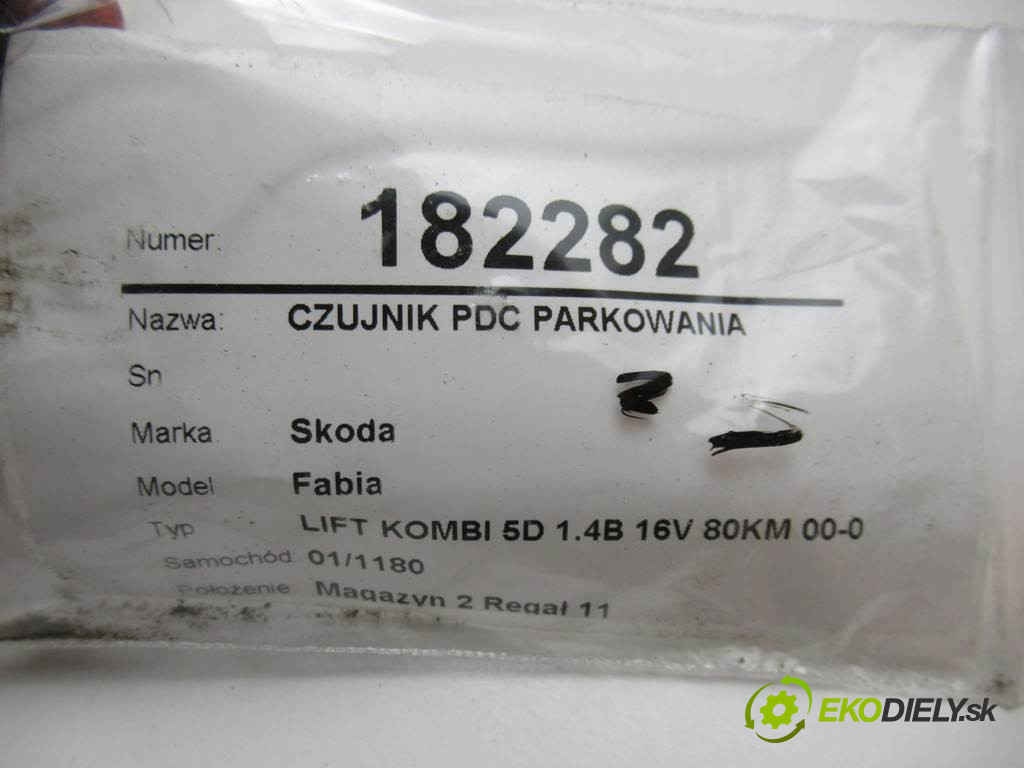 Numer: 182282
Nazwa: CZUJNIK PDC PARKOWANIA
Sn
Marka Skoda
Model Fabia
Typ LIFT KOMBI 5D 1.4B 16V 80KM 00-0
Samochód: 01/1180
Położenie: Magazyn 2 Regał 11
EKODIELY.sk